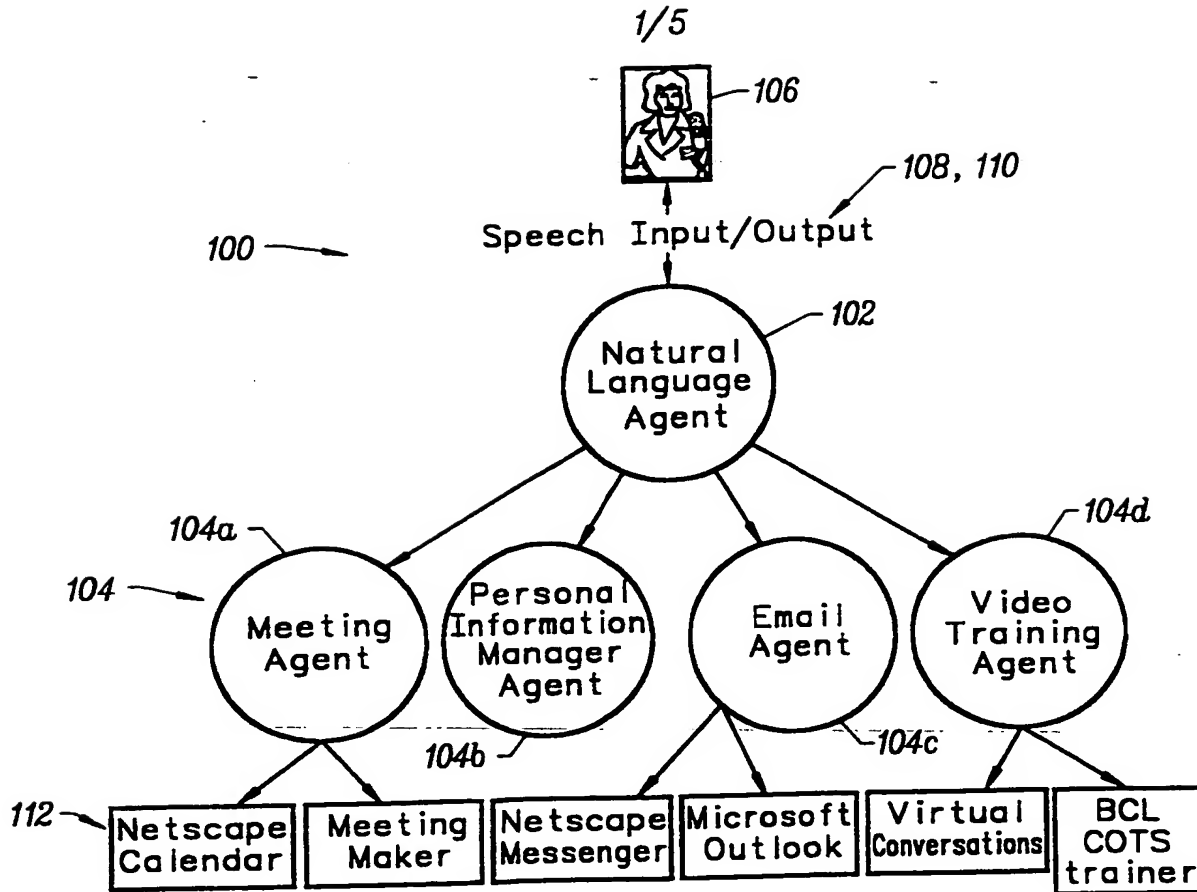 1/5
106
108, 110
Speech Input/Output
100
102
Natural
Language
Agent
104a
104d
104
Meeting
Agent
Personal
Information
Manager
Agent
Email
Agent
Video
Training
Agent
104b
104c
112
Netscape
Calendar
Meeting
Maker
Netscape
Messenger
Microsoft
Outlook
Virtual
Conversations
BCL
COTS
trainer